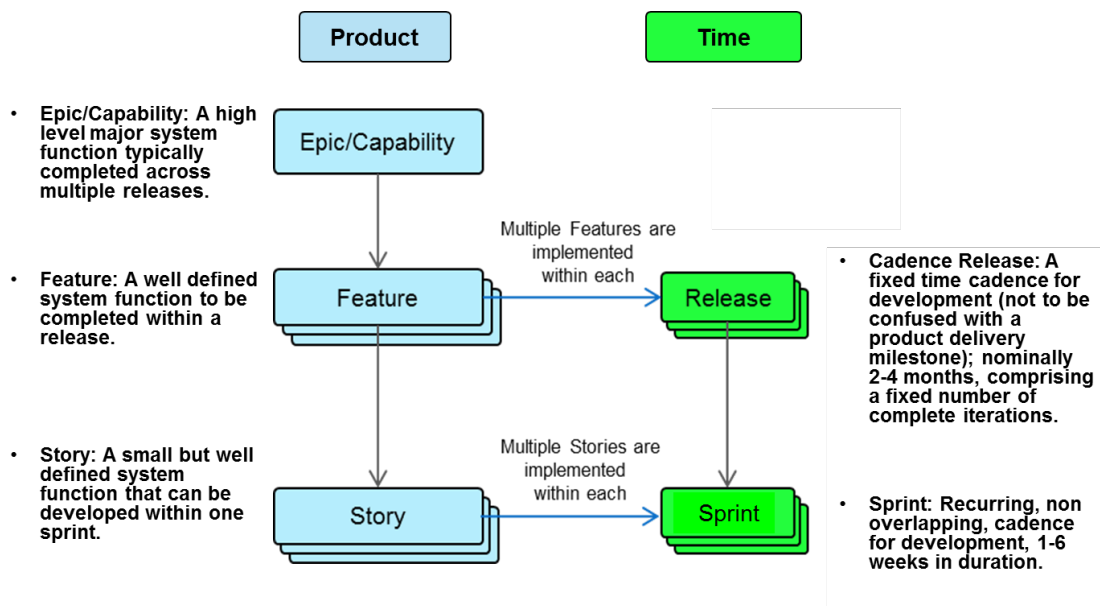 Product
Time
• Epic/Capability: A high
level major system
function typically
completed across
multiple releases.
Epic/Capability
Multiple Features are
implemented
within each
• Feature: A well defined
system function to be
completed within a
release.
Feature
Release
• Cadence Release: A
fixed time cadence for
development (not to be
confused with a
product delivery
milestone); nominally
2-4 months, comprising
a fixed number of
complete iterations.
• Story: A small but well
defined system
function that can be
developed within one
sprint.
Multiple Stories are
implemented
within each
Story
Sprint
• Sprint: Recurring, non
overlapping, cadence
for development, 1-6
weeks in duration.